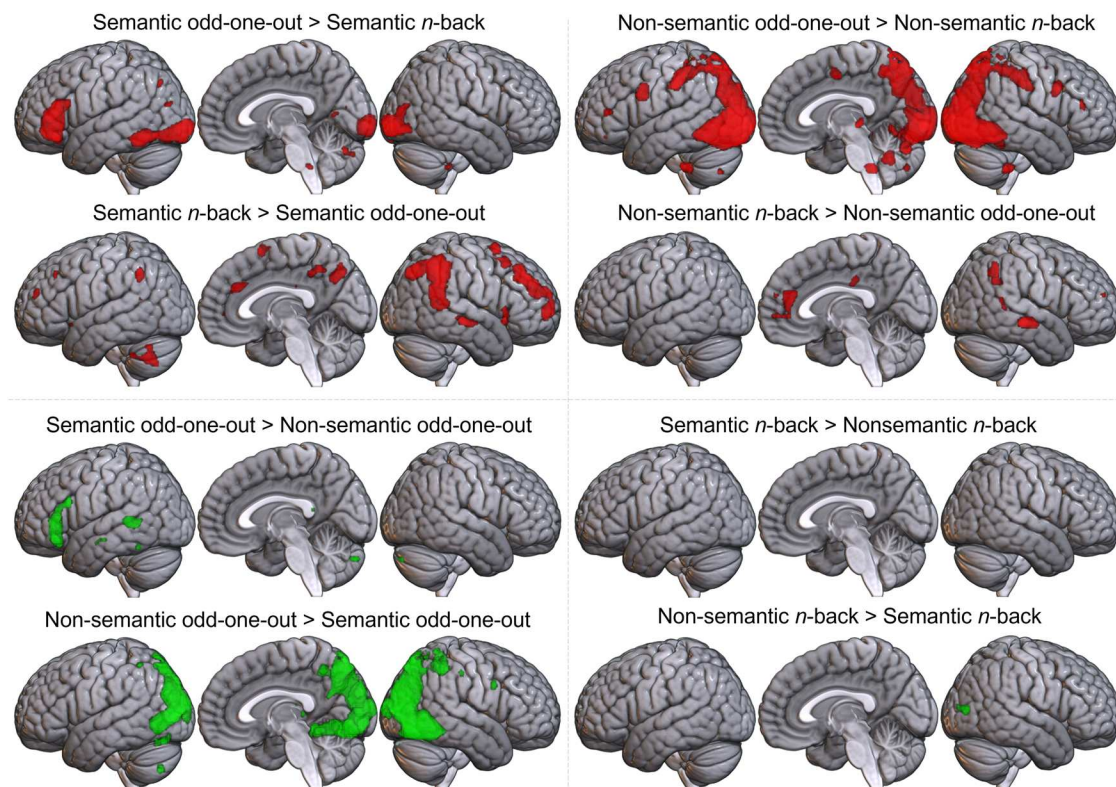 Semantic odd-one-out > Semantic n-back
Non-semantic odd-one-out > Non-semantic n-back
Semantic n-back > Semantic odd-one-out
Non-semantic n-back > Non-semantic odd-one-out
Semantic odd-one-out > Non-semantic odd-one-out
Semantic n-back > Nonsemantic n-back
Non-semantic odd-one-out > Semantic odd-one-out
Non-semantic n-back > Semantic n-back